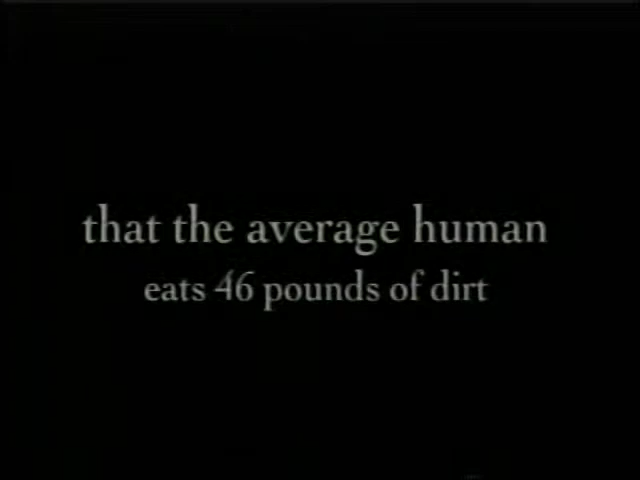 that the average human
eats 46 pounds of dirt